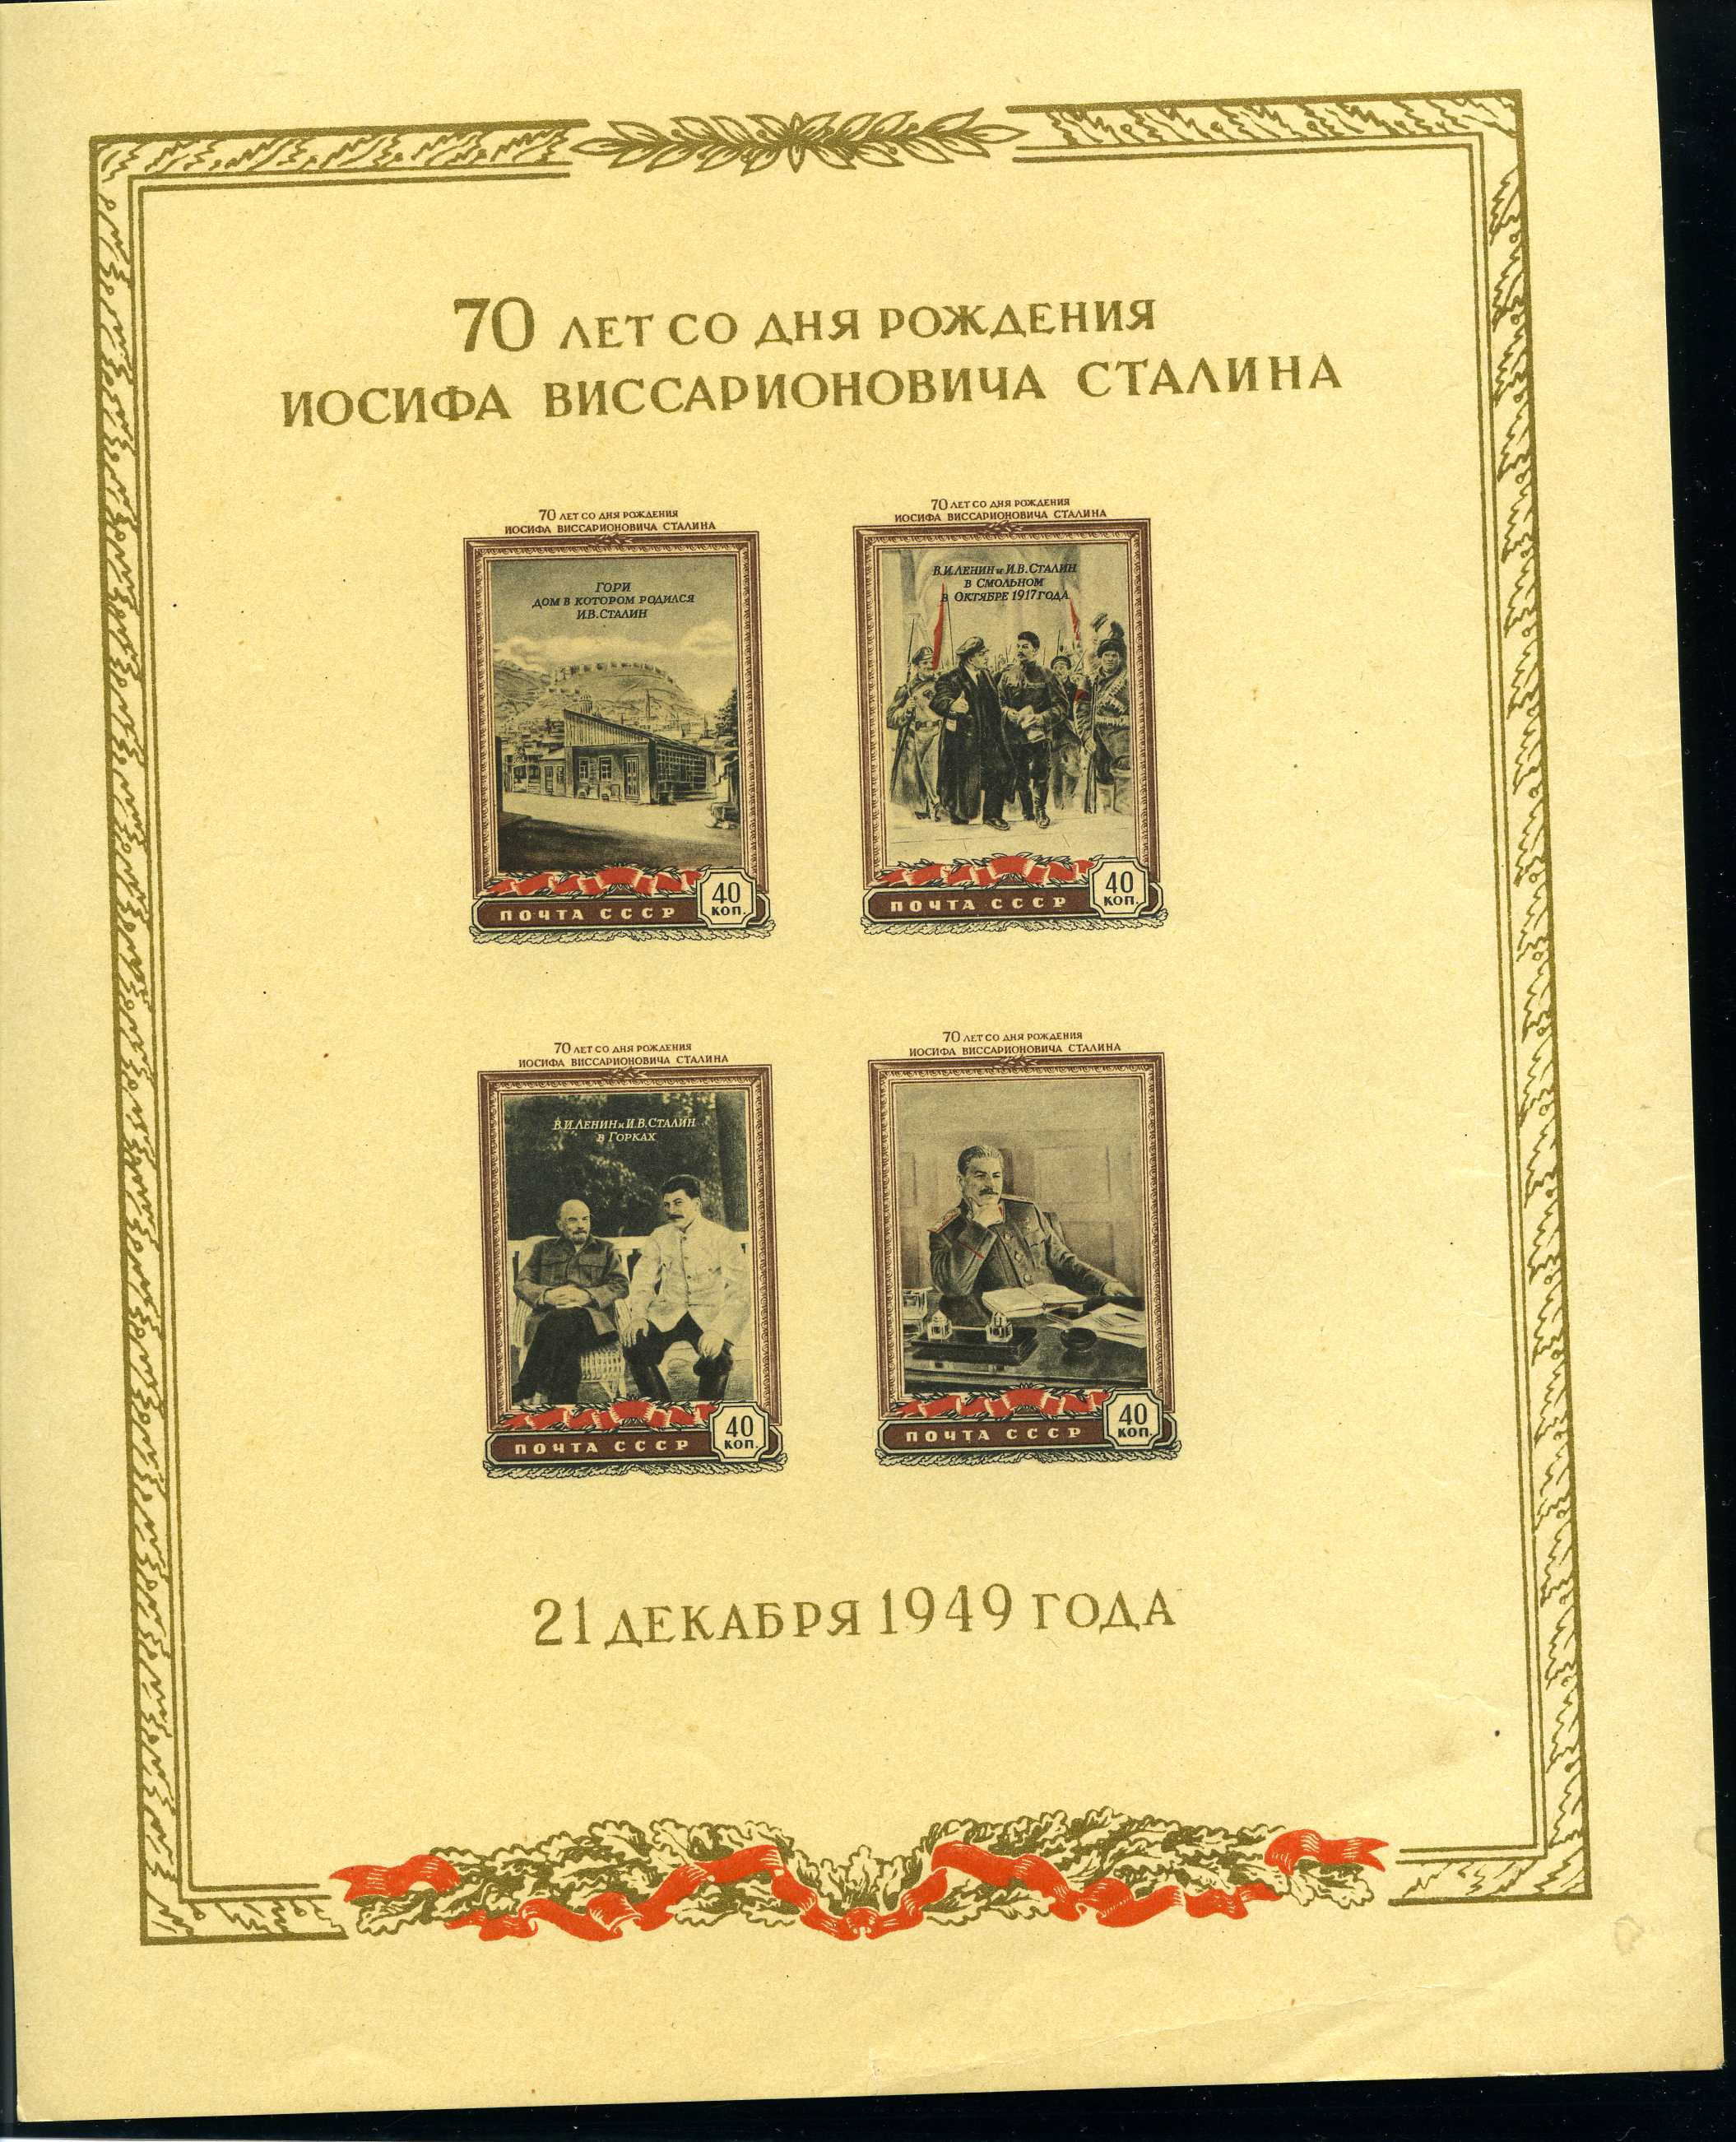 70 ЛЕТ СО ДНЯ РОЖДЕНИЯ
ИОСИФА ВИССАРИОНОВИЧА СТАЛИНА
70 ЛЕТ СО ДНЯ РОЖДЕНИЯ
ИОСИФА ВИССАРИОНОВИЧА СТАЛИНА
ГОРИ
ДОМ В КОТОРОМ РОДИЛСЯ
И.В.СТАЛИН
ПОЧТА СССР
40
КОП.
70 ЛЕТ СО ДНЯ РОЖДЕНИЯ
ИОСИФА ВИССАРИОНОВИЧА СТАЛИНА
В.И.ЛЕНИН и И.В.СТАЛИН
В СМОЛЬНОМ
В ОКТЯБРЕ 1917 ГОДА
ПОЧТА СССР
40
КОП.
70 ЛЕТ СО ДНЯ РОЖДЕНИЯ
ИОСИФА ВИССАРИОНОВИЧА СТАЛИНА
В.И.ЛЕНИН и И.В.СТАЛИН
в ГОРКАХ
ПОЧТА СССР
40
КОП.
70 ЛЕТ СО ДНЯ РОЖДЕНИЯ
ИОСИФА ВИССАРИОНОВИЧА СТАЛИНА
ПОЧТА СССР
40
КОП.
21 ДЕКАБРЯ 1949 ГОДА